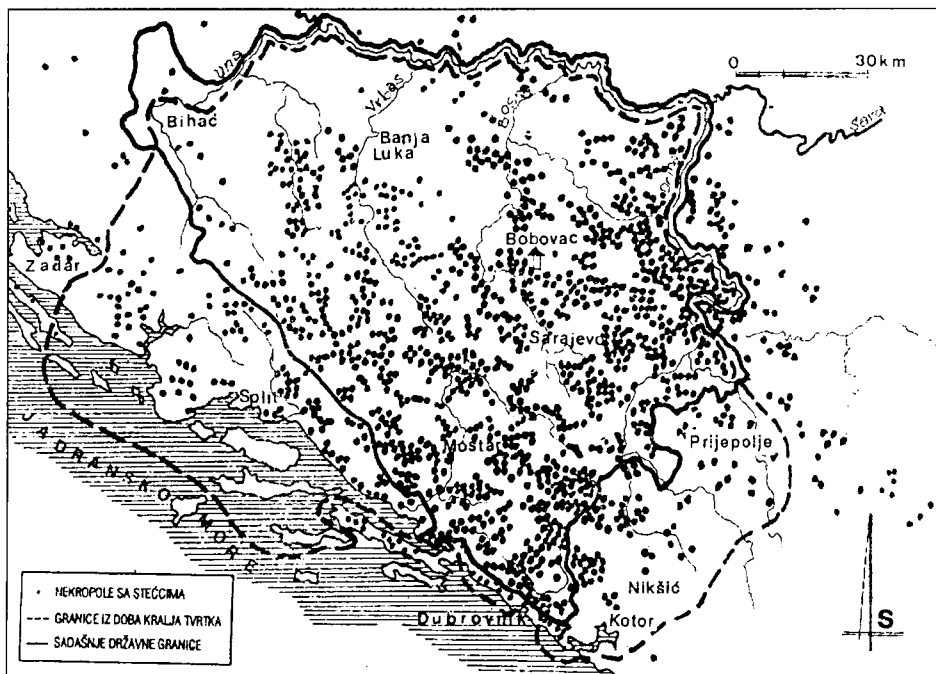 0 30 km
Una
Vrbas
Bosna
Sava
Bihać
Banja
Luka
Zadar
Bobovac
Sarajevo
Split
Mostar
Prijepolje
JADRANSKO MORE
Nikšić
Dubrovnik
Kotor
S
NEKROPOLE SA STEĆCIMA
GRANICE IZ DOBA KRALJA TVRTKA
SADAŠNJE DRŽAVNE GRANICE